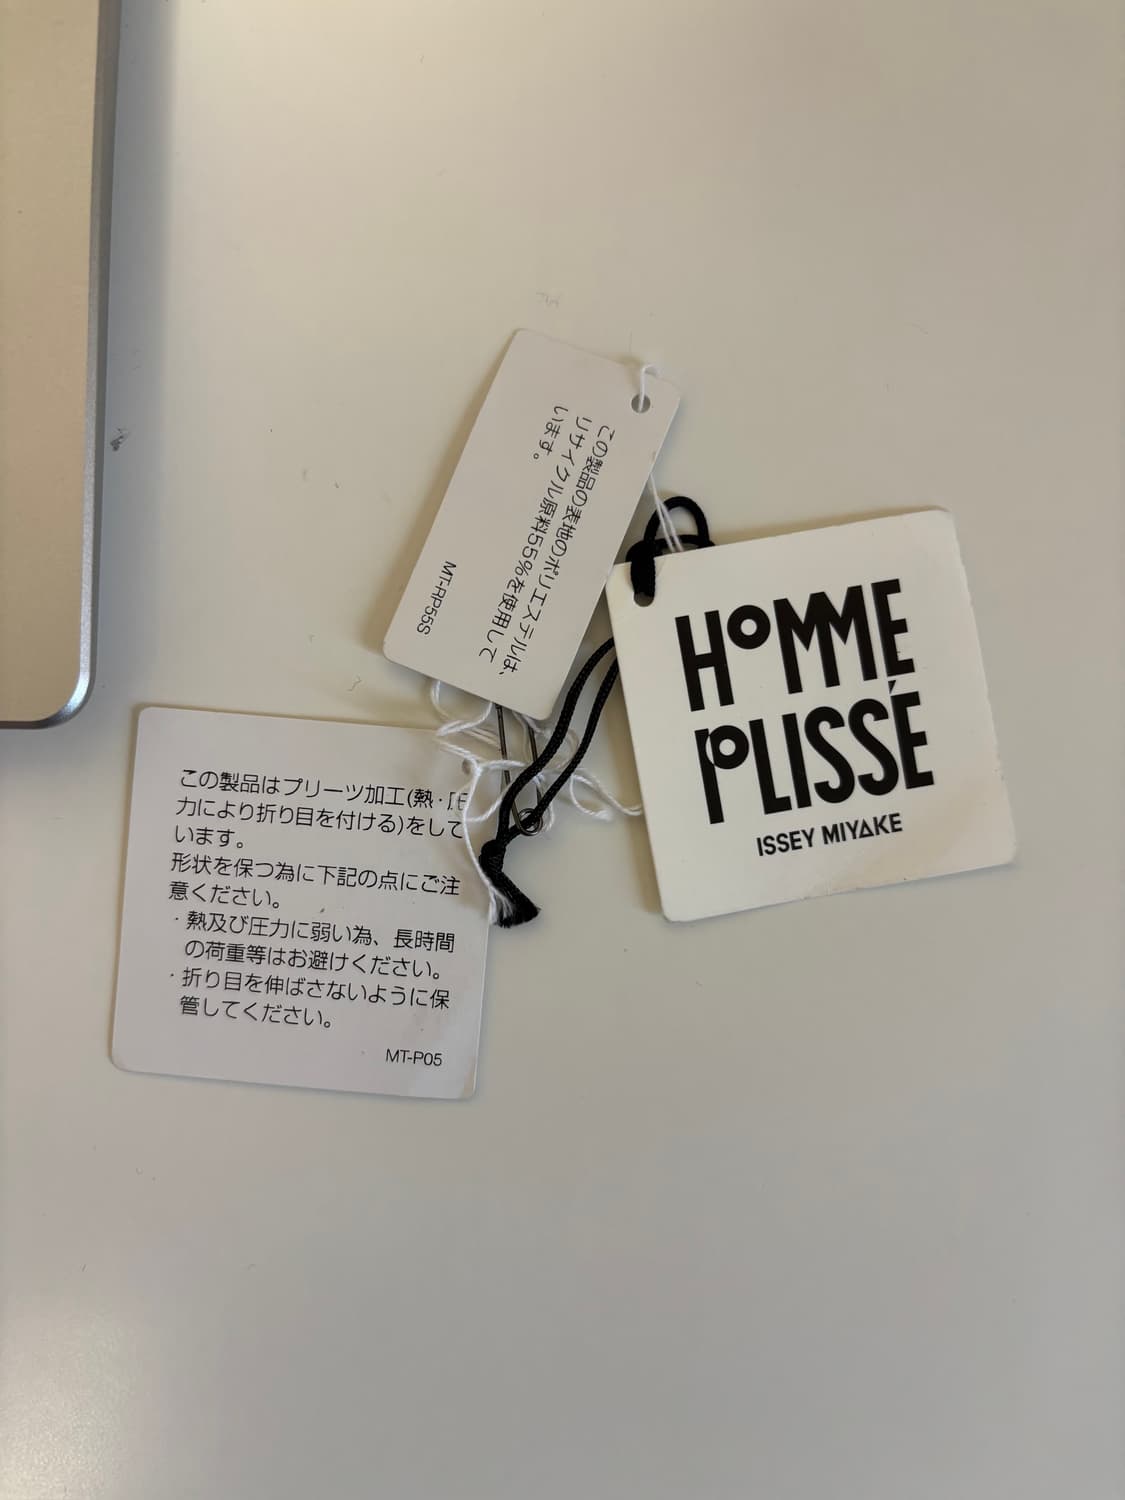 この製品の表地のポリエステルは、
リサイクル原料55%を使用して
います。
MT-RP55S
HOMME
PLISSÉ
ISSEY MIYAKE
この製品はプリーツ加工(熱・圧
力により折り目を付ける)をして
います。
形状を保つ為に下記の点にご注
意ください。
・熱及び圧力に弱い為、長時間
の荷重等はお避けください。
・折り目を伸ばさないように保
管してください。
MT-P05